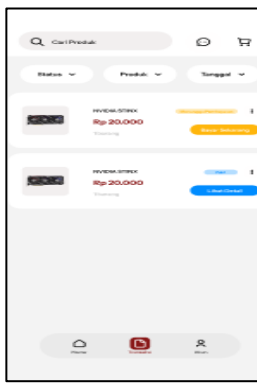 Cari Produk
Status
Produk
Tanggal
NVIDIA STRIX
Rp 20.000
Bayar Sekarang
NVIDIA STRIX
Rp 20.000
Lihat Detail
Home
Transaksi
Akun